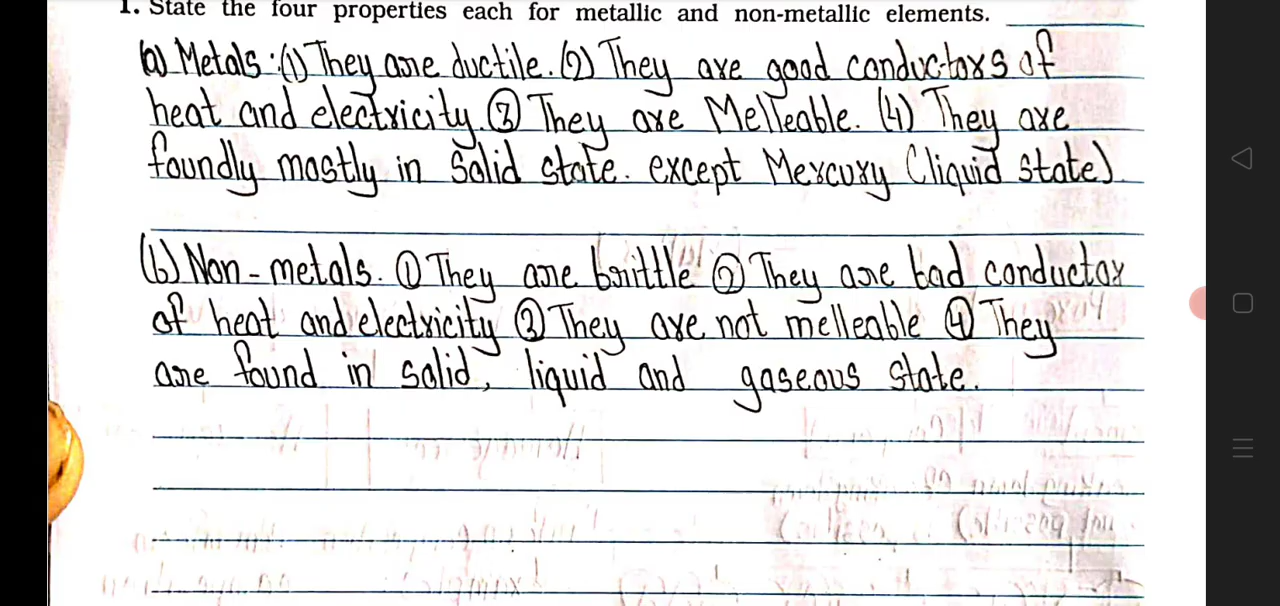 1. State the four properties each for metallic and non-metallic elements.
(a) Metals :(1) They are ductile. (2) They are good conductors of
heat and electricity. ③ They are Melleable. (4) They are
foundly mostly in Solid state. except Mercury (liquid state)
(b) Non-metals. ① They are brittle ② They are bad conductor
of heat and electricity ③ They are not melleable ④ They
are found in solid, liquid and gaseous state.